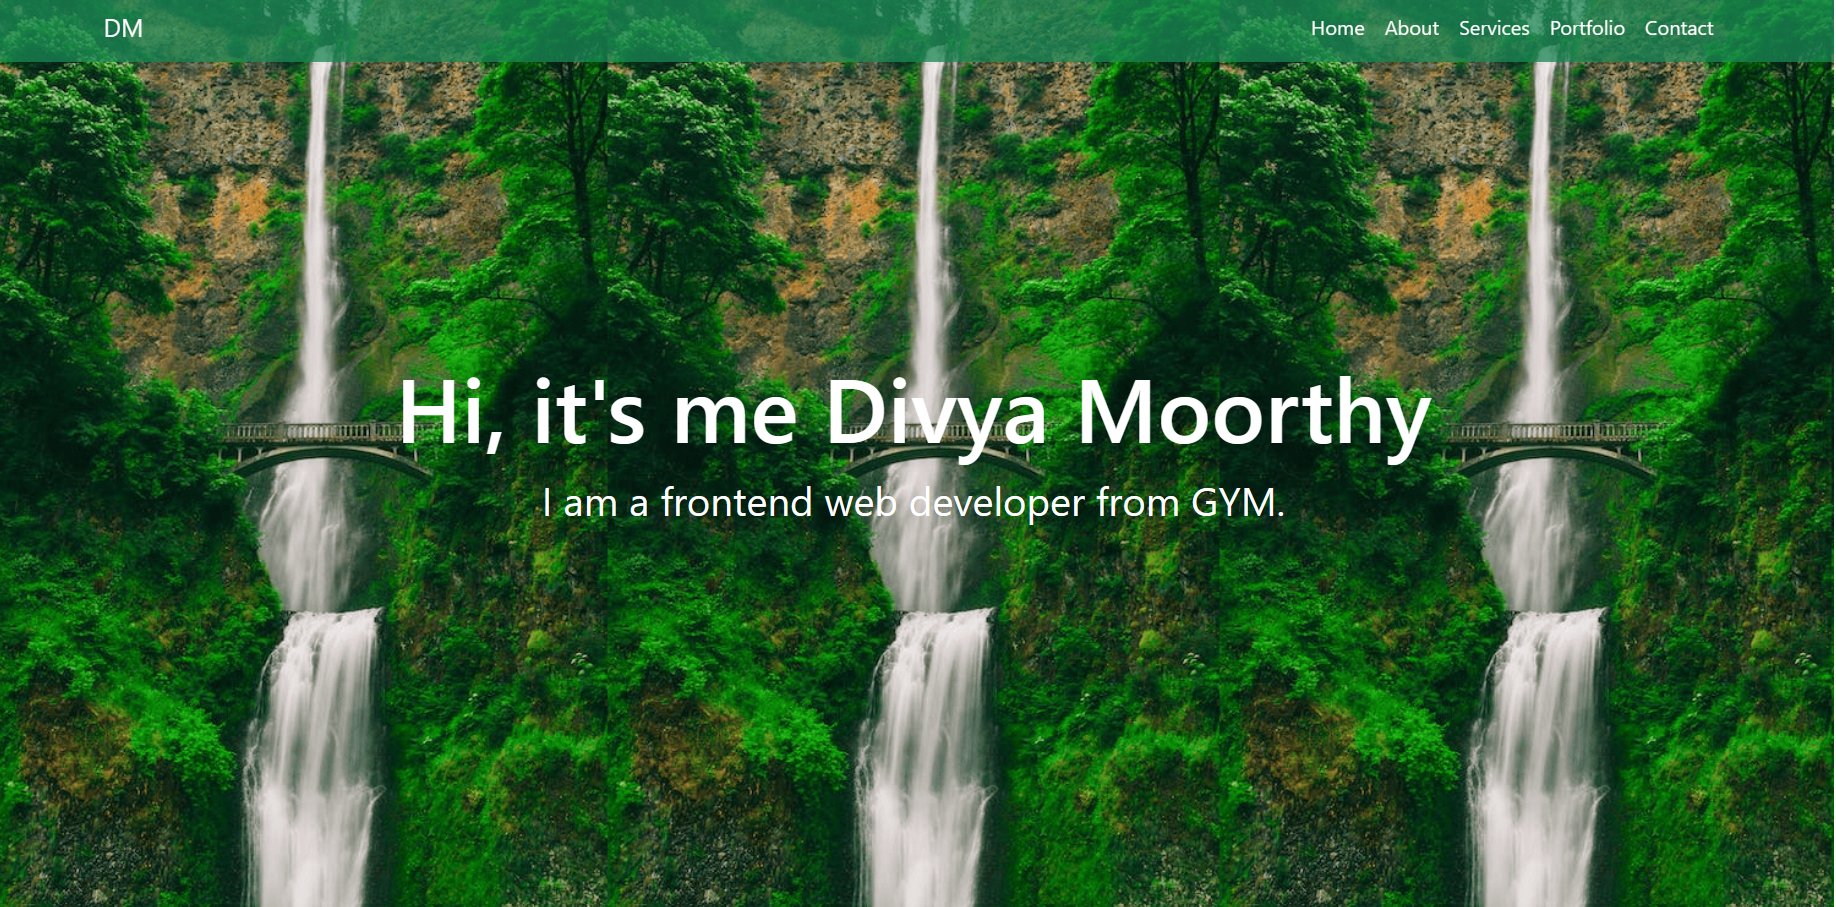 DM
Home About Services Portfolio Contact
Hi, it's me Divya Moorthy
I am a frontend web developer from GYM.